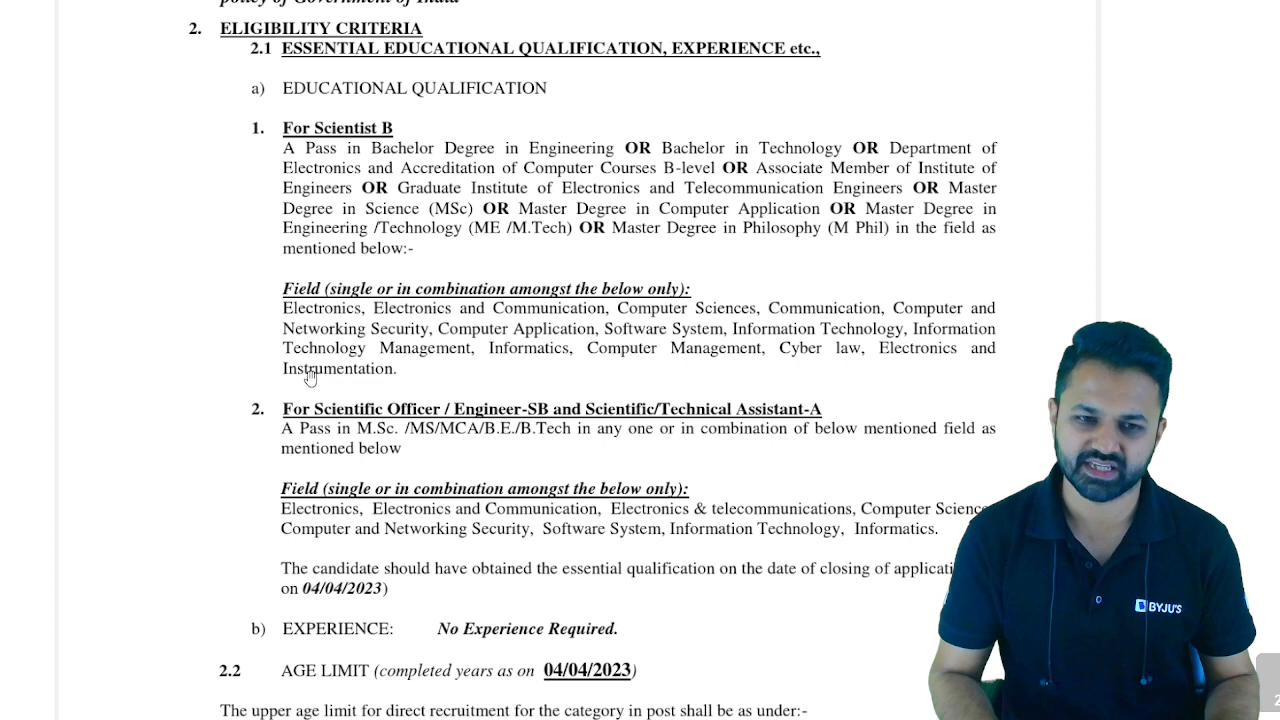 policy of Government of India
2. ELIGIBILITY CRITERIA
2.1 ESSENTIAL EDUCATIONAL QUALIFICATION, EXPERIENCE etc.,
a) EDUCATIONAL QUALIFICATION
1. For Scientist B
A Pass in Bachelor Degree in Engineering OR Bachelor in Technology OR Department of
Electronics and Accreditation of Computer Courses B-level OR Associate Member of Institute of
Engineers OR Graduate Institute of Electronics and Telecommunication Engineers OR Master
Degree in Science (MSc) OR Master Degree in Computer Application OR Master Degree in
Engineering /Technology (ME /M.Tech) OR Master Degree in Philosophy (M Phil) in the field as
mentioned below:-
Field (single or in combination amongst the below only):
Electronics, Electronics and Communication, Computer Sciences, Communication, Computer and
Networking Security, Computer Application, Software System, Information Technology, Information
Technology Management, Informatics, Computer Management, Cyber law, Electronics and
Instrumentation.
2. For Scientific Officer / Engineer-SB and Scientific/Technical Assistant-A
A Pass in M.Sc. /MS/MCA/B.E./B.Tech in any one or in combination of below mentioned field as
mentioned below
Field (single or in combination amongst the below only):
Electronics, Electronics and Communication, Electronics & telecommunications, Computer Scienc
Computer and Networking Security, Software System, Information Technology, Informatics.
The candidate should have obtained the essential qualification on the date of closing of applicati
on 04/04/2023)
b) EXPERIENCE: No Experience Required.
2.2 AGE LIMIT (completed years as on 04/04/2023)
The upper age limit for direct recruitment for the category in post shall be as under:-
BYJU'S
2